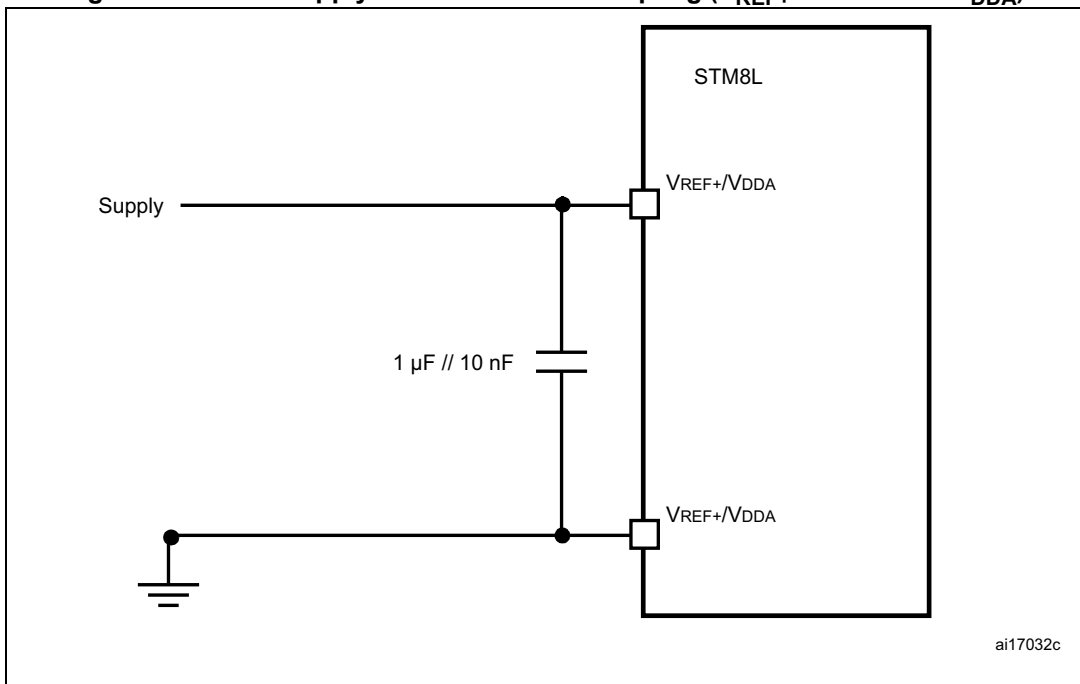 STM8L
VREF+/VDDA
Supply
1 µF // 10 nF
VREF+/VDDA
ai17032c